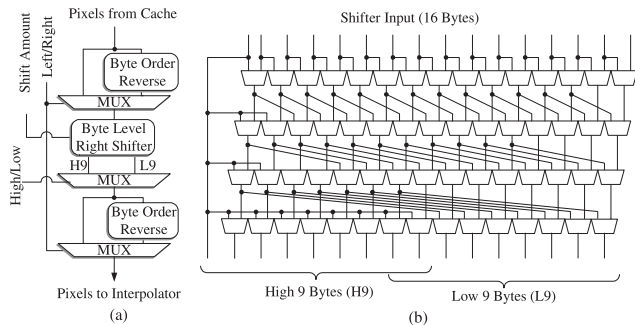 Pixels from Cache
Shift Amount
Left/Right
Byte Order
Reverse
MUX
Byte Level
Right Shifter
H9
L9
High/Low
MUX
Byte Order
Reverse
MUX
Pixels to Interpolator
(a)
Shifter Input (16 Bytes)
High 9 Bytes (H9)
Low 9 Bytes (L9)
(b)